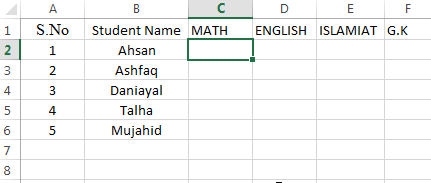 A B C D E F
1 S.No Student Name MATH ENGLISH ISLAMIAT G.K
2 1 Ahsan
3 2 Ashfaq
4 3 Daniayal
5 4 Talha
6 5 Mujahid
7
8